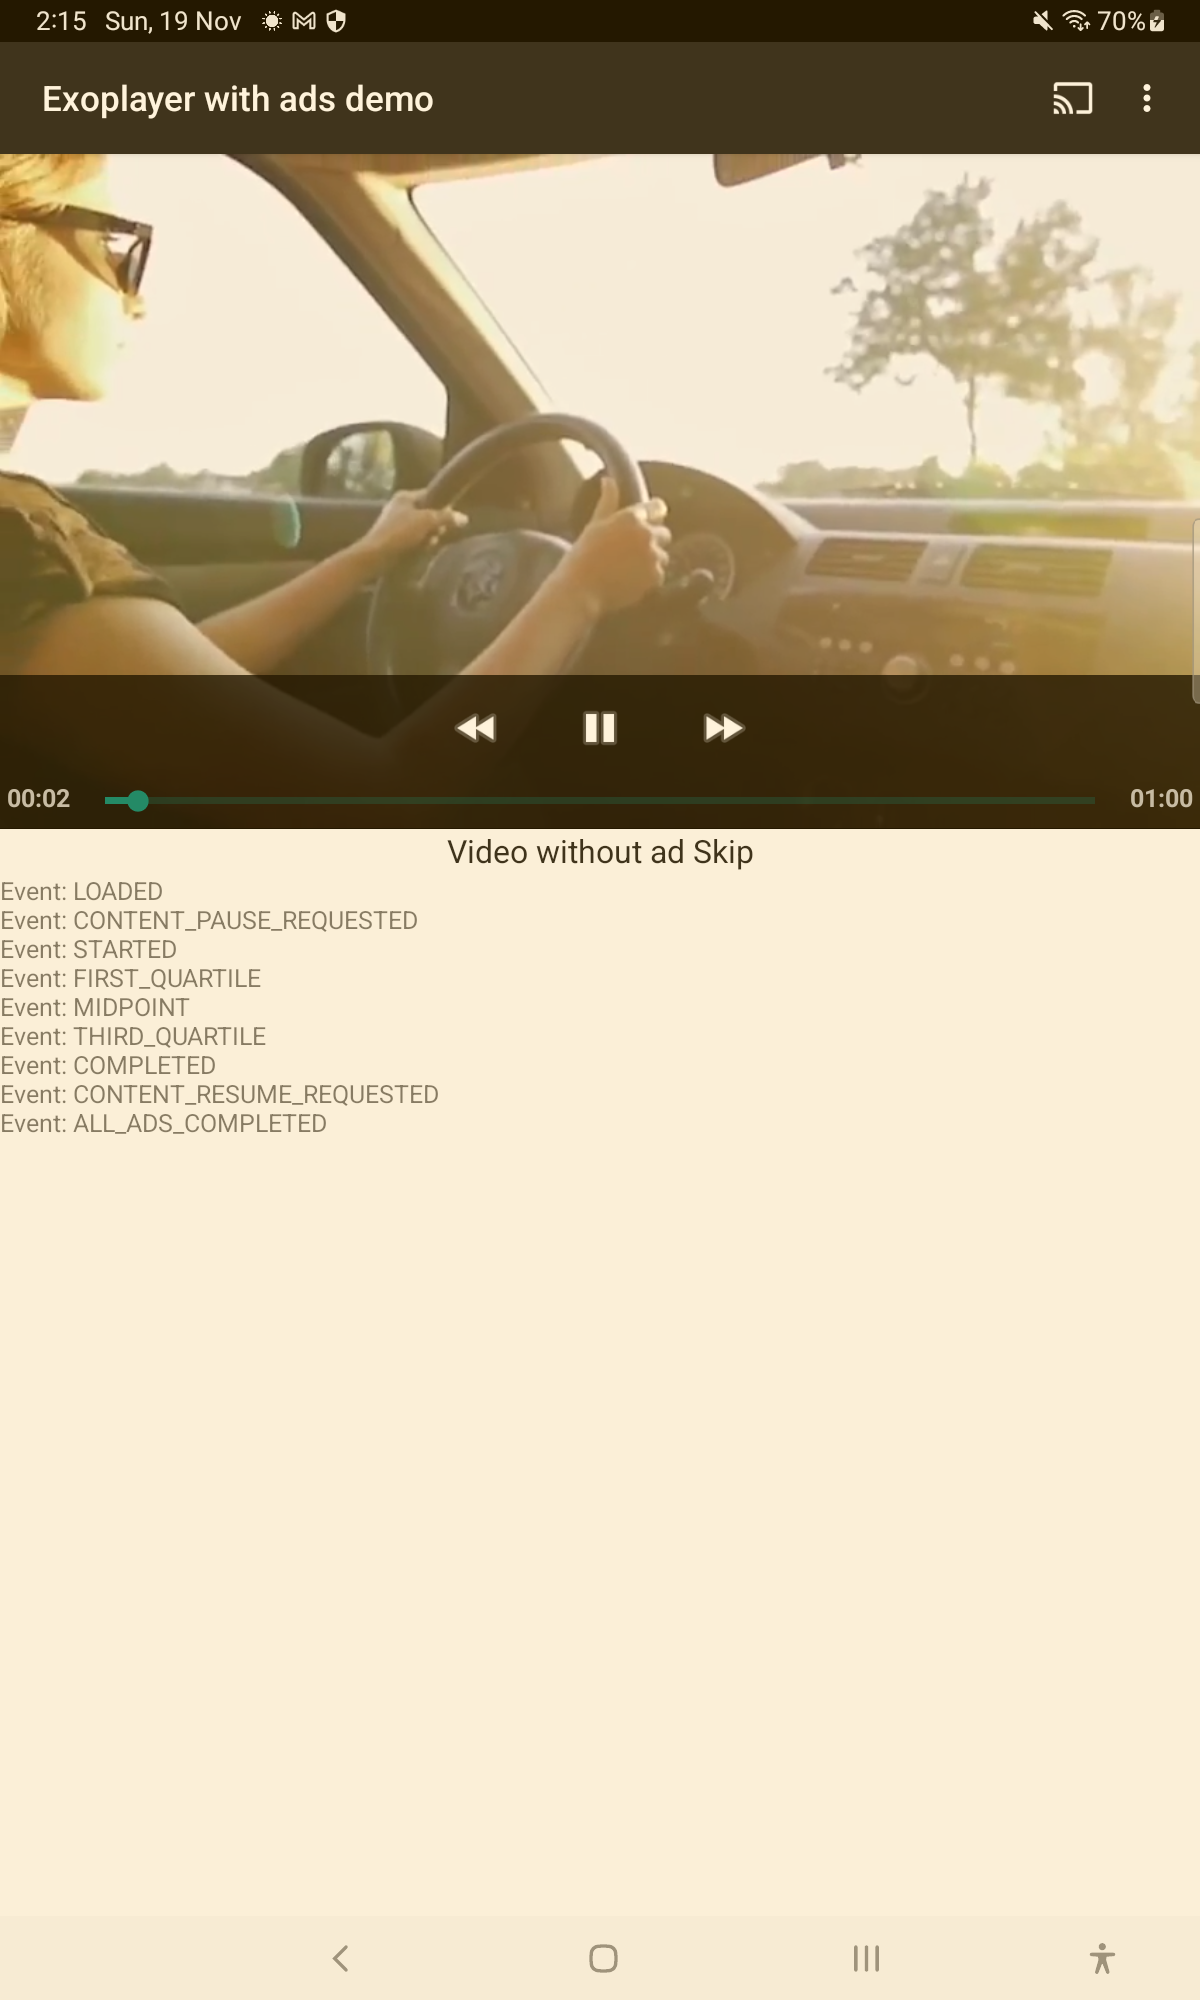 2:15 Sun, 19 Nov 70%
Exoplayer with ads demo
00:02 01:00
Video without ad Skip
Event: LOADED
Event: CONTENT_PAUSE_REQUESTED
Event: STARTED
Event: FIRST_QUARTILE
Event: MIDPOINT
Event: THIRD_QUARTILE
Event: COMPLETED
Event: CONTENT_RESUME_REQUESTED
Event: ALL_ADS_COMPLETED